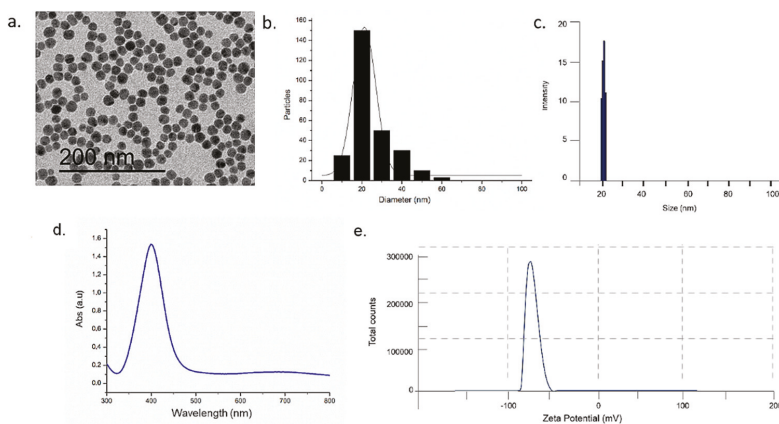 a.
200 nm
b.
160
140
120
100
80
60
40
20
0
Particles
0 20 40 60 80 100
Diameter (nm)
c.
20
15
10
5
0
Intensity
20 40 60 80 100
Size (nm)
d.
1,6
1,4
1,2
1,0
0,8
0,6
0,4
0,2
0,0
Abs (a.u)
300 400 500 600 700 800
Wavelength (nm)
e.
300000
200000
100000
0
Total counts
-100 0 100 200
Zeta Potential (mV)